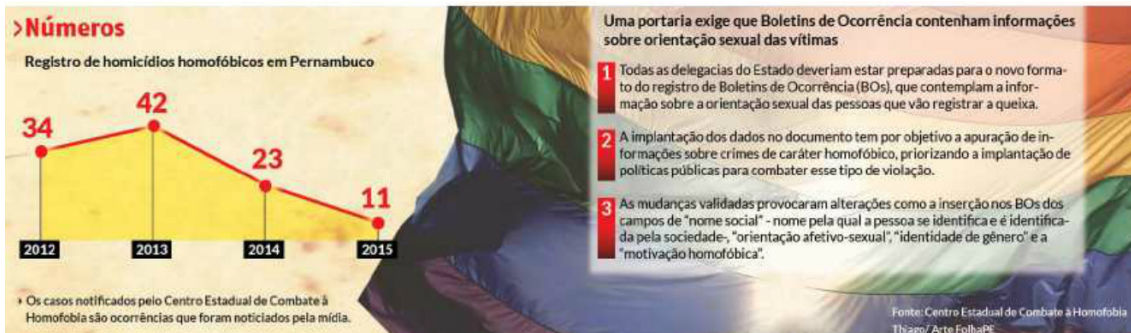 >Números
Registro de homicídios homofóbicos em Pernambuco
34
42
23
11
2012
2013
2014
2015
Os casos notificados pelo Centro Estadual de Combate à
Homofobia são ocorrências que foram noticiados pela mídia.
Uma portaria exige que Boletins de Ocorrência contenham informações
sobre orientação sexual das vítimas
1 Todas as delegacias do Estado deveriam estar preparadas para o novo forma-
to do registro de Boletins de Ocorrência (BOs), que contemplam a infor-
mação sobre a orientação sexual das pessoas que vão registrar a queixa.
2 A implantação dos dados no documento tem por objetivo a apuração de in-
formações sobre crimes de caráter homofóbico, priorizando a implantação de
políticas públicas para combater esse tipo de violação.
3 As mudanças validadas provocaram alterações como a inserção nos BOs dos
campos de "nome social" - nome pela qual a pessoa se identifica e é identifica-
da pela sociedade-, "orientação afetivo-sexual", "identidade de gênero" e a
"motivação homofóbica".
Fonte: Centro Estadual de Combate à Homofobia
Thiago/ Arte FolhaPE